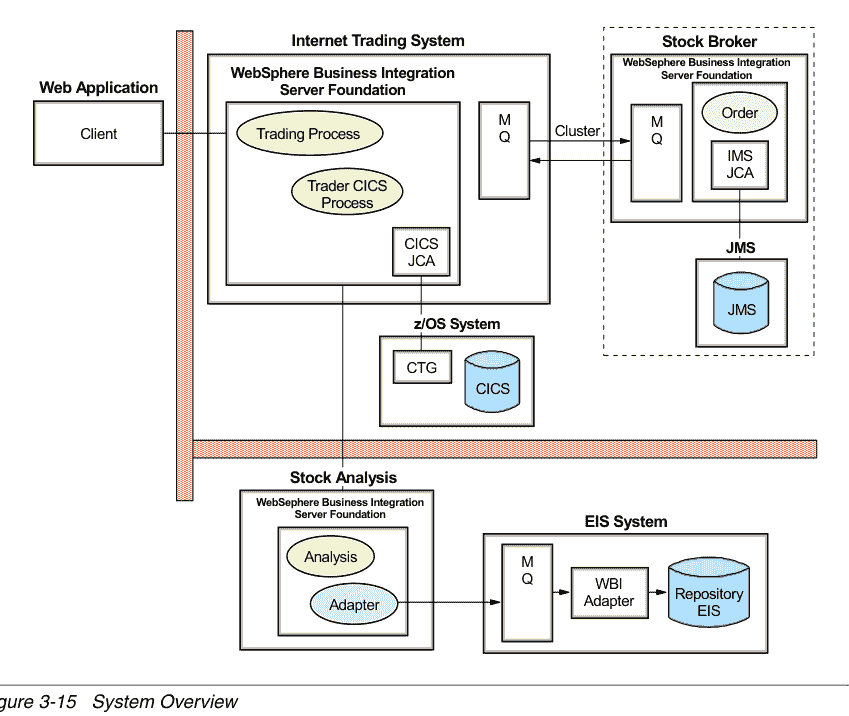 Internet Trading System
Stock Broker
WebSphere Business Integration
Server Foundation
WebSphere Business Integration
Server Foundation
Web Application
Client
Trading Process
Trader CICS
Process
CICS
JCA
M
Q
Cluster
M
Q
Order
IMS
JCA
JMS
JMS
z/OS System
CTG
CICS
Stock Analysis
WebSephere Business Integration
Server Foundation
Analysis
Adapter
EIS System
M
Q
WBI
Adapter
Repository
EIS
gure 3-15 System Overview